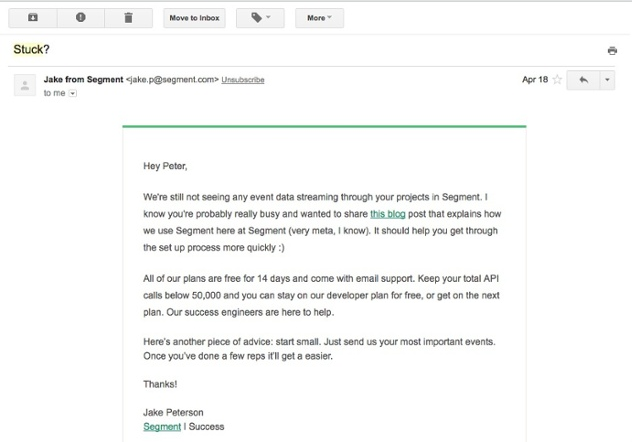 Move to Inbox
More
Stuck?
Jake from Segment <jake.p@segment.com> Unsubscribe
Apr 18
to me
Hey Peter,
We're still not seeing any event data streaming through your projects in Segment. I
know you're probably really busy and wanted to share this blog post that explains how
we use Segment here at Segment (very meta, I know). It should help you get through
the set up process more quickly :)
All of our plans are free for 14 days and come with email support. Keep your total API
calls below 50,000 and you can stay on our developer plan for free, or get on the next
plan. Our success engineers are here to help.
Here's another piece of advice: start small. Just send us your most important events.
Once you've done a few reps it'll get a easier.
Thanks!
Jake Peterson
Segment | Success